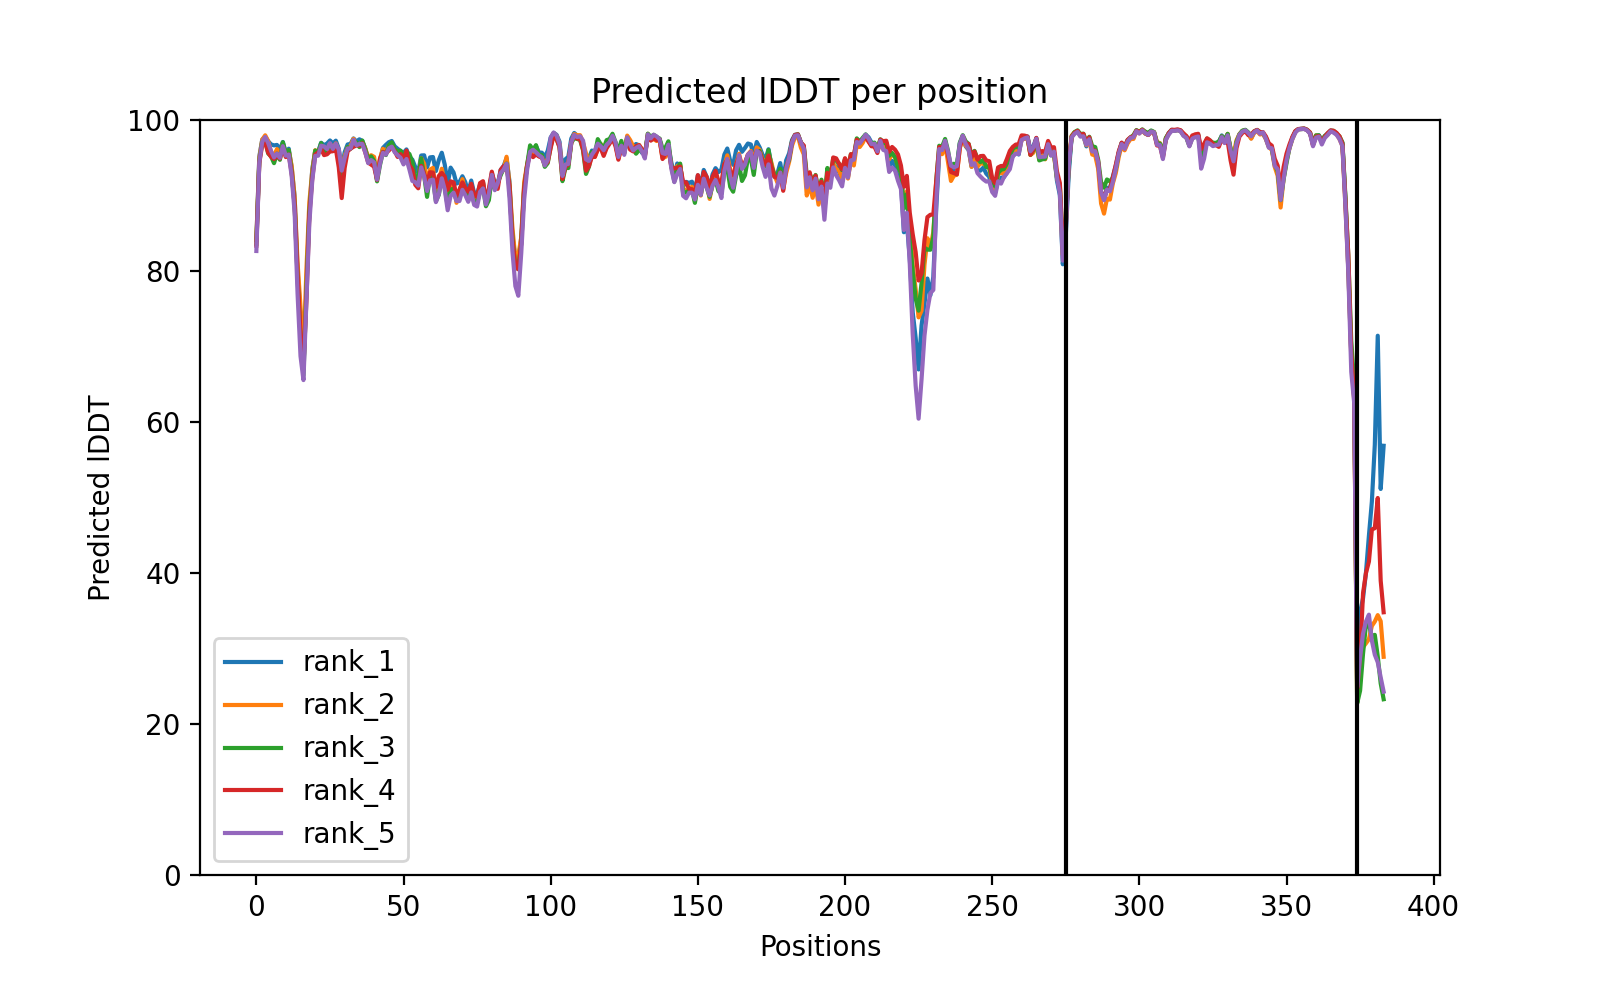 Predicted lDDT per position
100
80
60
40
20
0
Predicted lDDT
rank_1
rank_2
rank_3
rank_4
rank_5
0 50 100 150 200 250 300 350 400
Positions